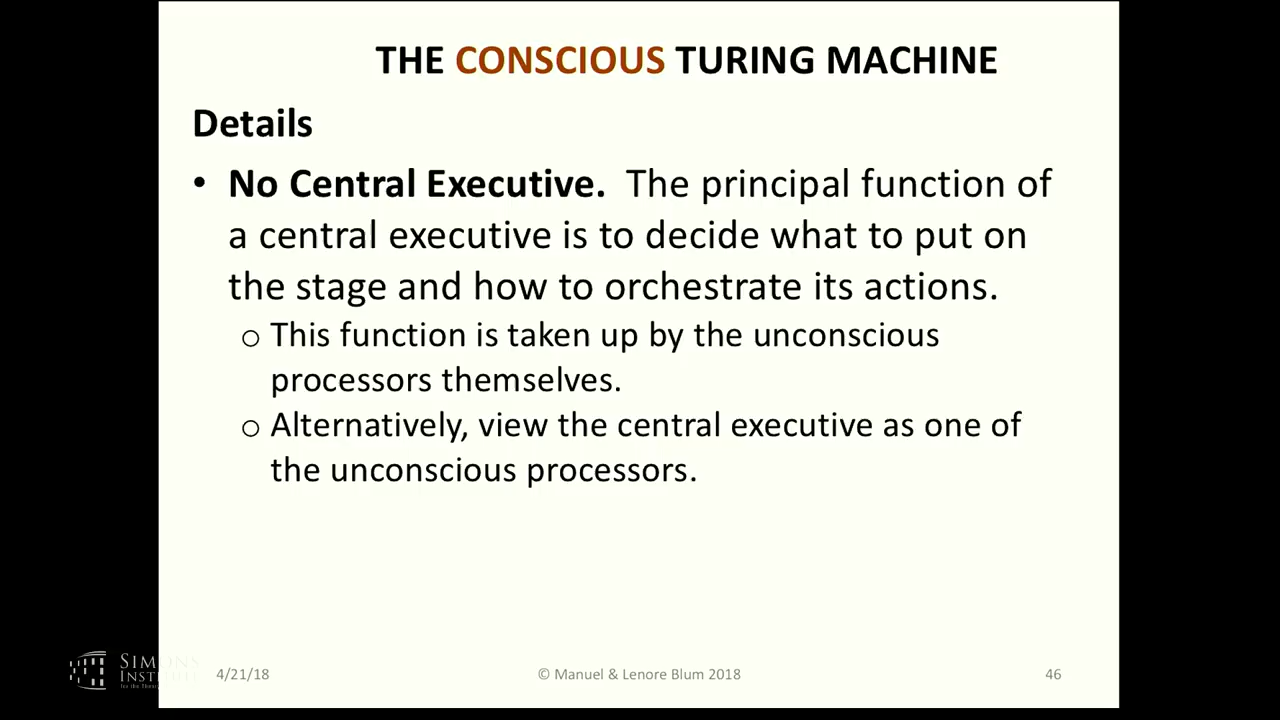 THE CONSCIOUS TURING MACHINE
Details
• No Central Executive. The principal function of
a central executive is to decide what to put on
the stage and how to orchestrate its actions.
o This function is taken up by the unconscious
processors themselves.
o Alternatively, view the central executive as one of
the unconscious processors.
SIMONS
INSTITUTE
4/21/18
© Manuel & Lenore Blum 2018
46